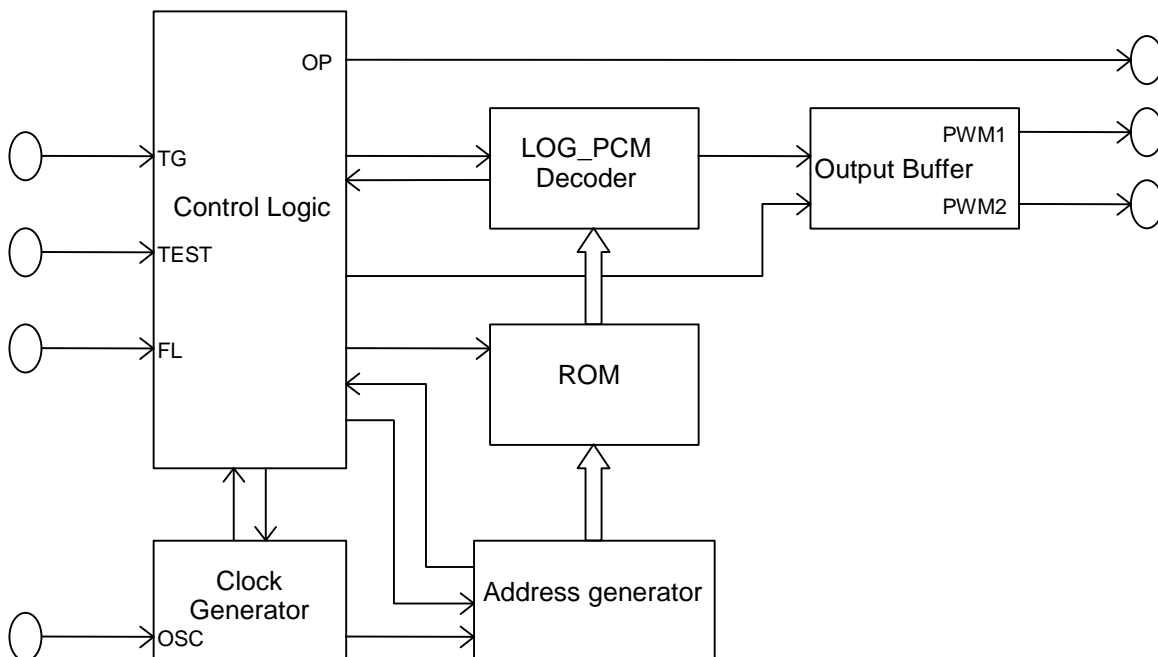 OP
TG
Control Logic
TEST
FL
LOG_PCM
Decoder
PWM1
Output Buffer
PWM2
ROM
Clock
Generator
OSC
Address generator